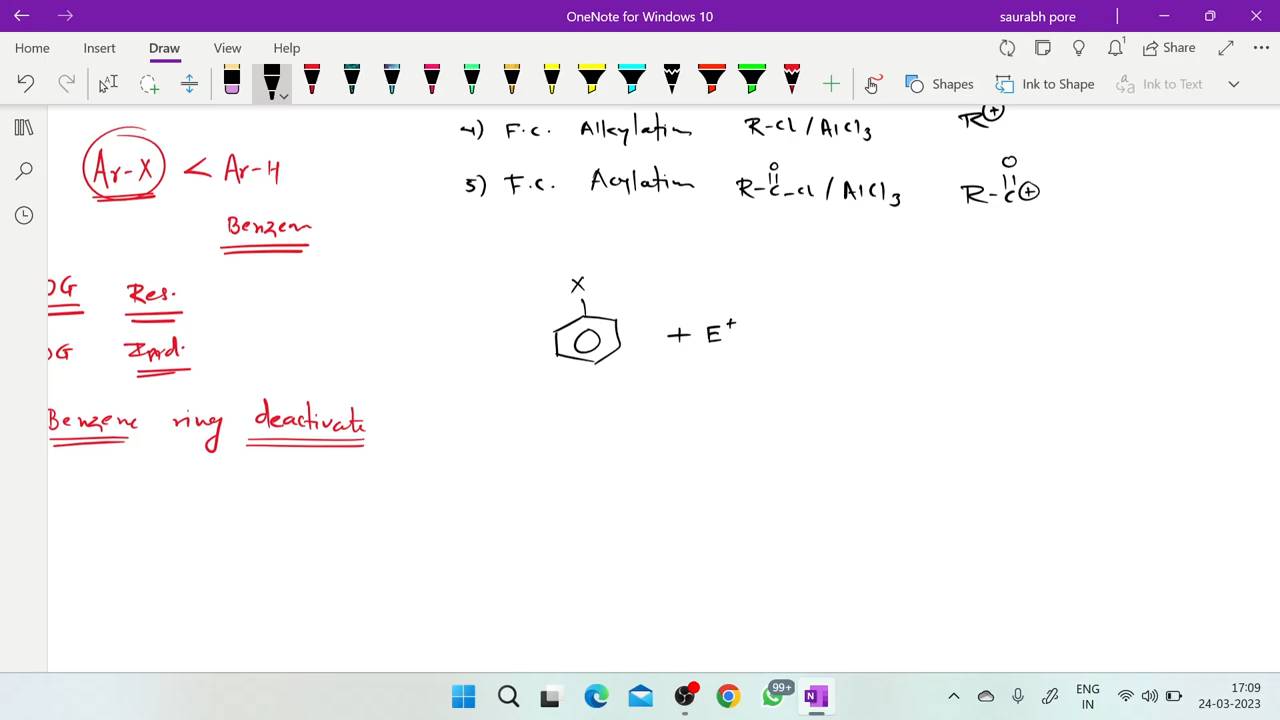 OneNote for Windows 10
saurabh pore
Home Insert Draw View Help
Share
Shapes
Ink to Shape
Ink to Text
4) F.C. Alkylation R-Cl / AlCl3 R⊕
Ar-X < Ar-H
O O
5) F.C. Acylation R-C-Cl / AlCl3 R-C⊕
Benzen
X
+ E+
G Res.
G Ind.
Benzene ring deactivate
99+
ENG
IN
17:09
24-03-2023